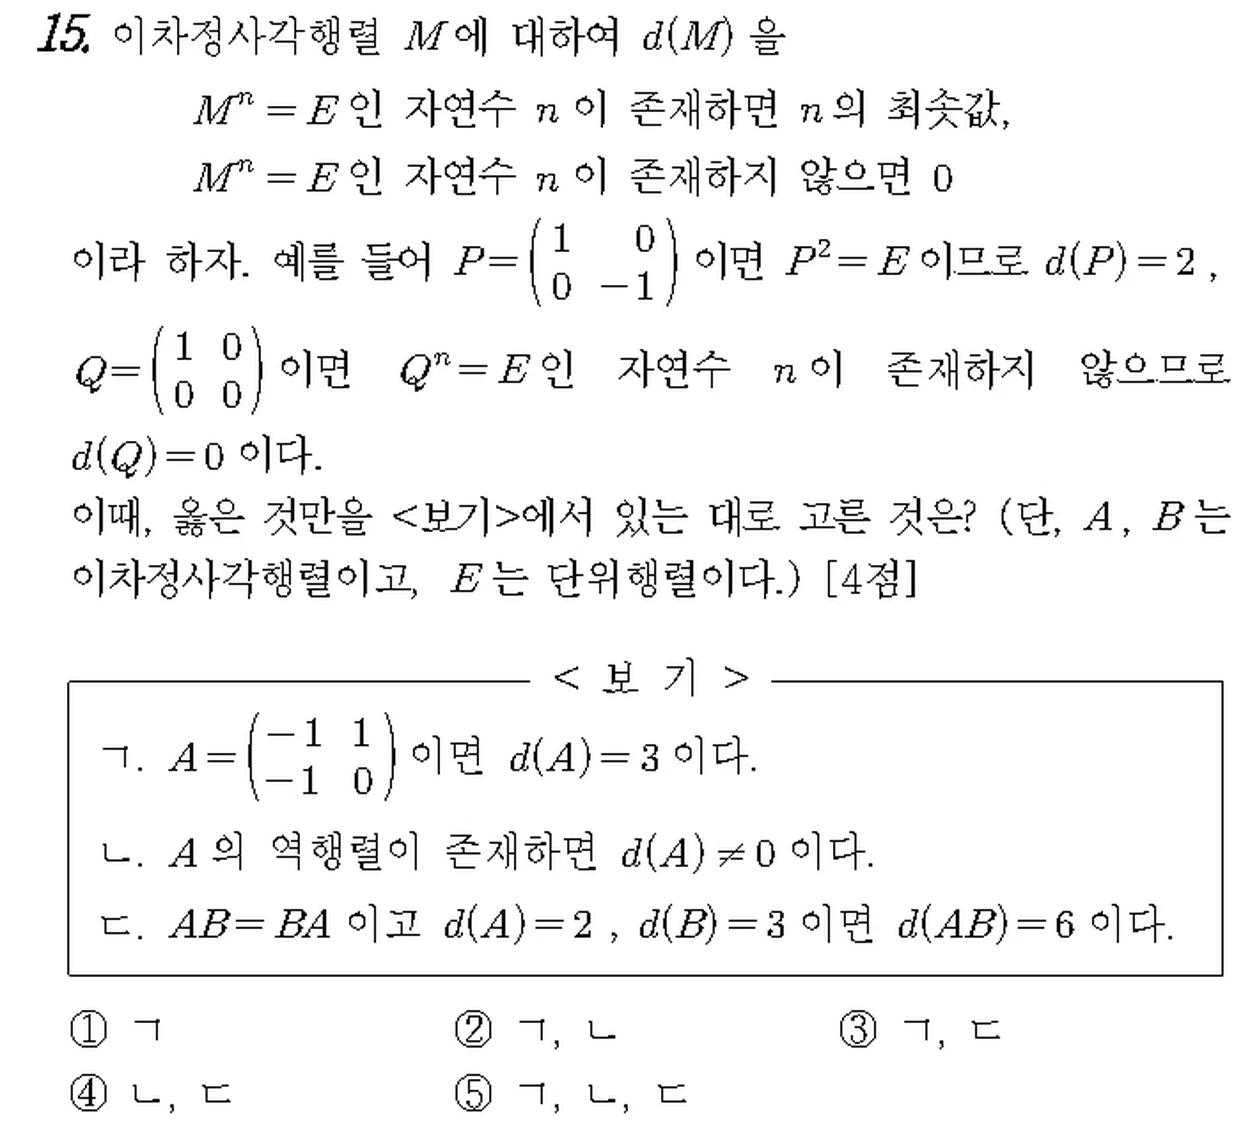 15. 이차정사각행렬 M에 대하여 d(M)을
M^n = E인 자연수 n이 존재하면 n의 최솟값,
M^n = E인 자연수 n이 존재하지 않으면 0
이라 하자. 예를 들어 P = (1 0; 0 -1) 이면 P^2 = E이므로 d(P) = 2,
Q = (1 0; 0 0) 이면 Q^n = E인 자연수 n이 존재하지 않으므로
d(Q) = 0 이다.
이때, 옳은 것만을 <보기>에서 있는 대로 고른 것은? (단, A, B는
이차정사각행렬이고, E는 단위행렬이다.) [4점]
< 보 기 >
ㄱ. A = (-1 1; -1 0) 이면 d(A) = 3 이다.
ㄴ. A의 역행렬이 존재하면 d(A) ≠ 0 이다.
ㄷ. AB = BA 이고 d(A) = 2, d(B) = 3 이면 d(AB) = 6 이다.
① ㄱ ② ㄱ, ㄴ ③ ㄱ, ㄷ
④ ㄴ, ㄷ ⑤ ㄱ, ㄴ, ㄷ